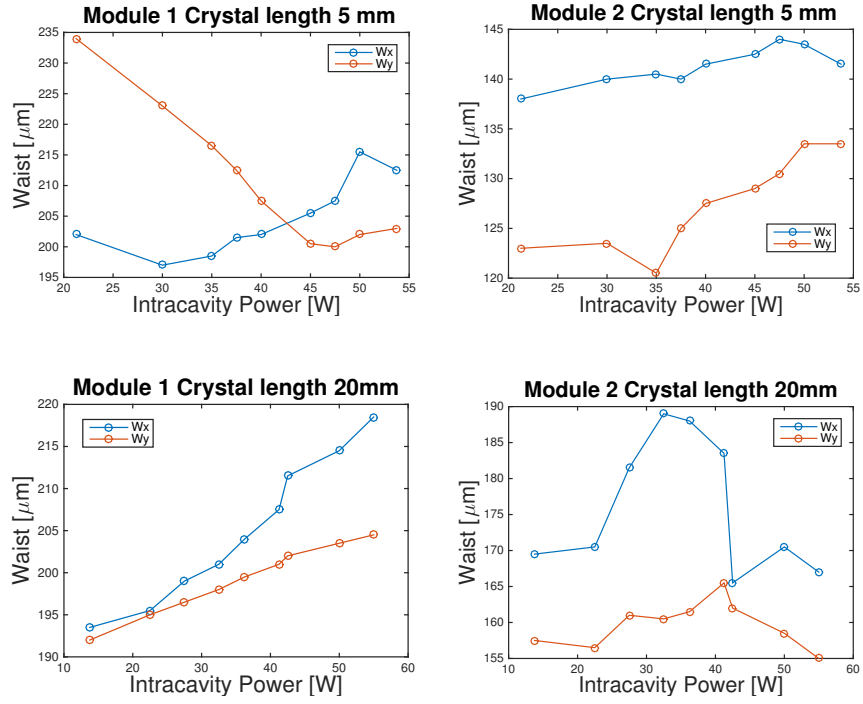 Module 1 Crystal length 5 mm
235
230
225
220
215
210
205
200
195
Waist [μm]
Wx
Wy
20 25 30 35 40 45 50 55
Intracavity Power [W]
Module 2 Crystal length 5 mm
140
135
130
125
120
Waist [μm]
Wx
Wy
20 25 30 35 40 45 50 55
Intracavity Power [W]
Module 1 Crystal length 20mm
220
215
210
205
200
195
190
Waist [μm]
Wx
Wy
10 20 30 40 50 60
Intracavity Power [W]
Module 2 Crystal length 20mm
190
185
180
175
170
165
160
155
Waist [μm]
Wx
Wy
10 20 30 40 50 60
Intracavity Power [W]